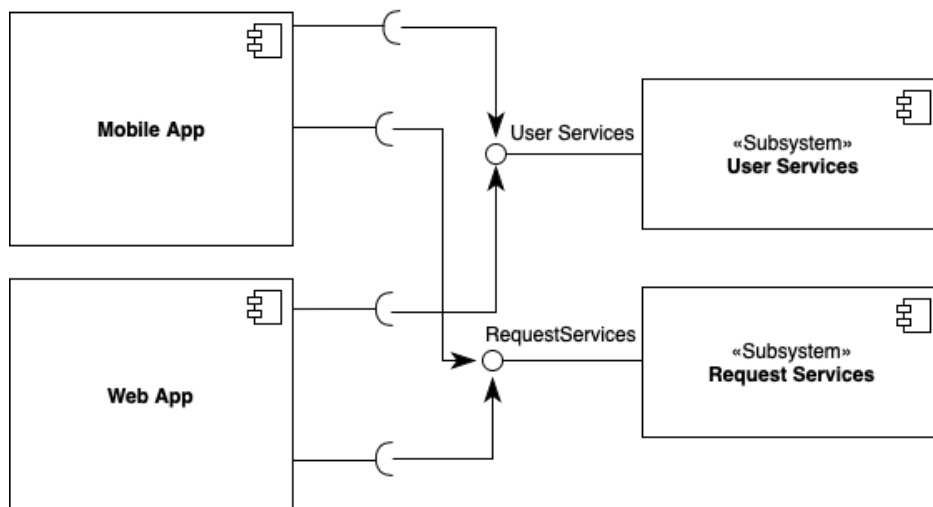 Mobile App
User Services
«Subsystem»
User Services
Web App
RequestServices
«Subsystem»
Request Services